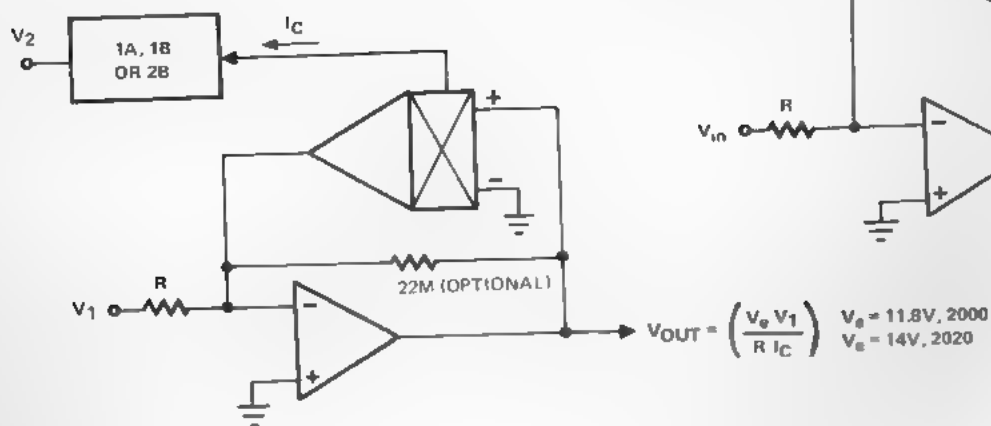 V2
1A, 1B
OR 2B
IC
+
−
R
Vin
−
+
22M (OPTIONAL)
R
V1
−
+
VOUT = (Ve V1 / R IC)
Ve = 11.8V, 2000
Ve = 14V, 2020